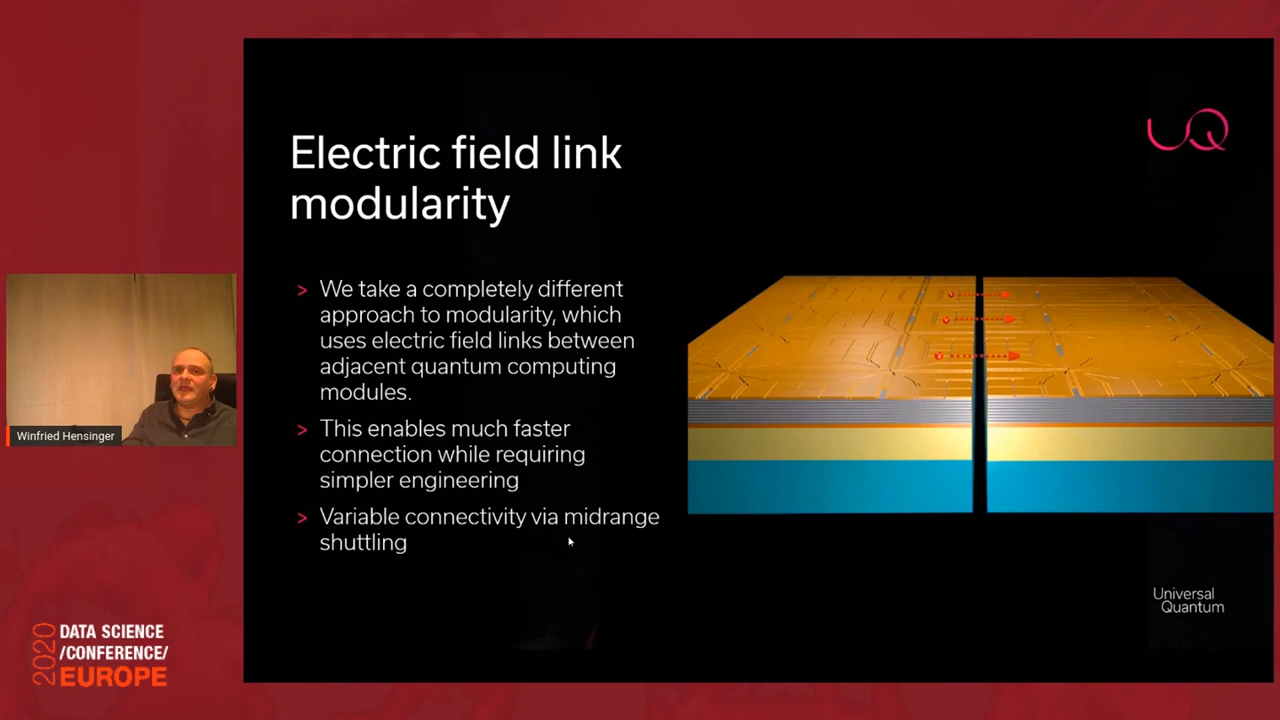 Electric field link
modularity
> We take a completely different
approach to modularity, which
uses electric field links between
adjacent quantum computing
modules.
> This enables much faster
connection while requiring
simpler engineering
> Variable connectivity via midrange
shuttling
UQ
Universal
Quantum
Winfried Hensinger
2020
DATA SCIENCE
/CONFERENCE/
EUROPE